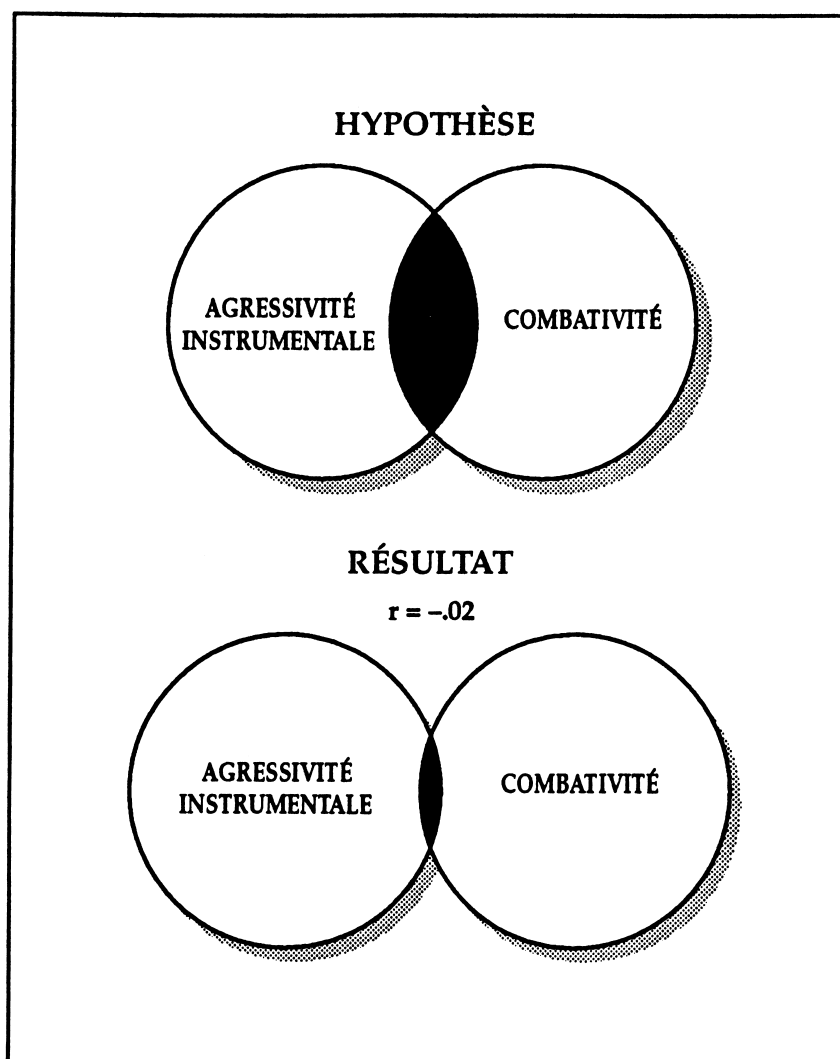 HYPOTHÈSE
AGRESSIVITÉ
INSTRUMENTALE
COMBATIVITÉ
RÉSULTAT
r = –.02
AGRESSIVITÉ
INSTRUMENTALE
COMBATIVITÉ